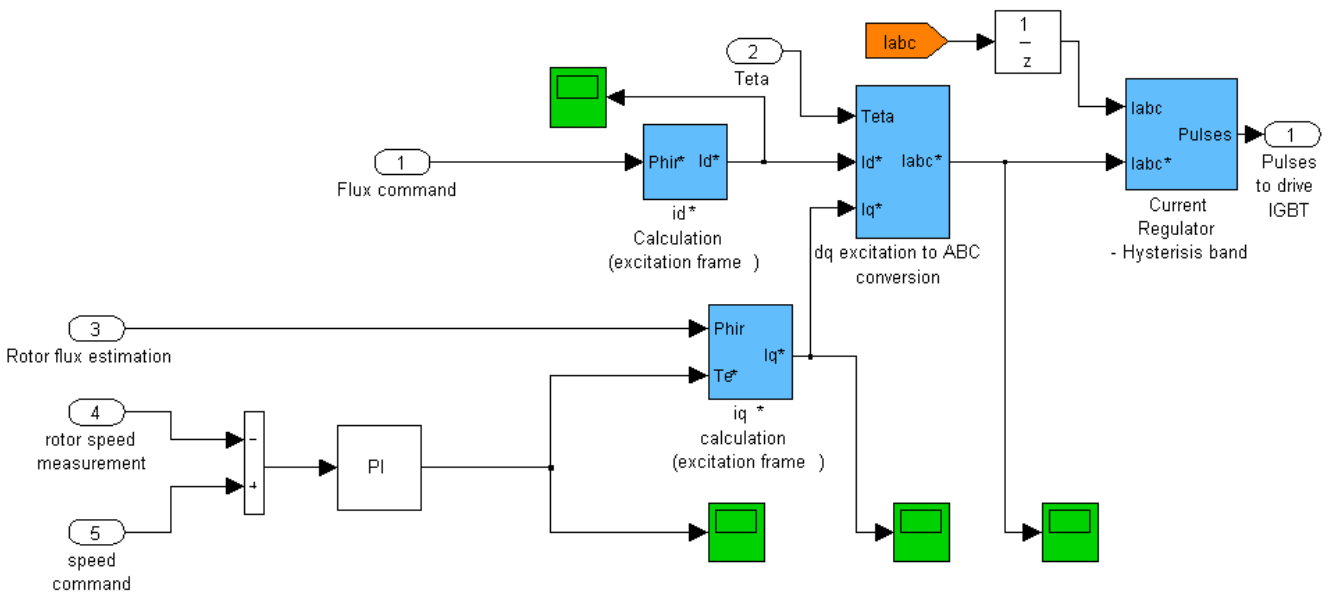 Iabc
1
z
2
Teta
Teta
Id*
Iq*
Iabc*
dq excitation to ABC
conversion
Iabc
Iabc*
Pulses
Current
Regulator
- Hysterisis band
1
Pulses
to drive
IGBT
1
Flux command
Phir*
Id*
id*
Calculation
(excitation frame )
3
Rotor flux estimation
Phir
Te*
Iq*
iq *
calculation
(excitation frame )
4
rotor speed
measurement
−
+
PI
5
speed
command